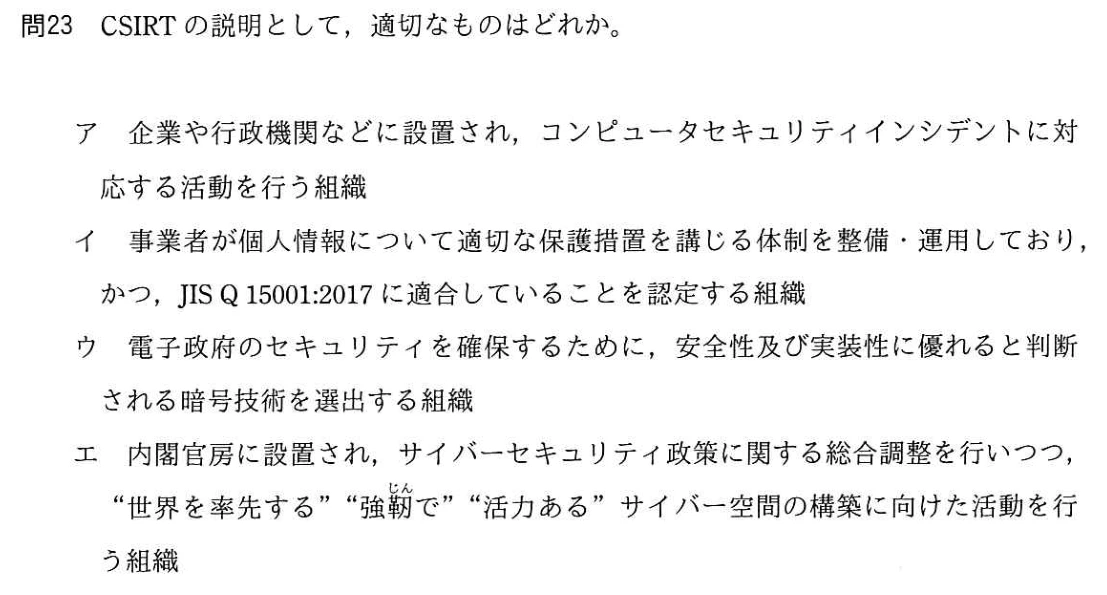 問23 CSIRT の説明として，適切なものはどれか。
ア 企業や行政機関などに設置され，コンピュータセキュリティインシデントに対
応する活動を行う組織
イ 事業者が個人情報について適切な保護措置を講じる体制を整備・運用しており，
かつ，JIS Q 15001:2017 に適合していることを認定する組織
ウ 電子政府のセキュリティを確保するために，安全性及び実装性に優れると判断
される暗号技術を選出する組織
エ 内閣官房に設置され，サイバーセキュリティ政策に関する総合調整を行いつつ，
じん
“世界を率先する”“強靭で”“活力ある” サイバー空間の構築に向けた活動を行
う組織